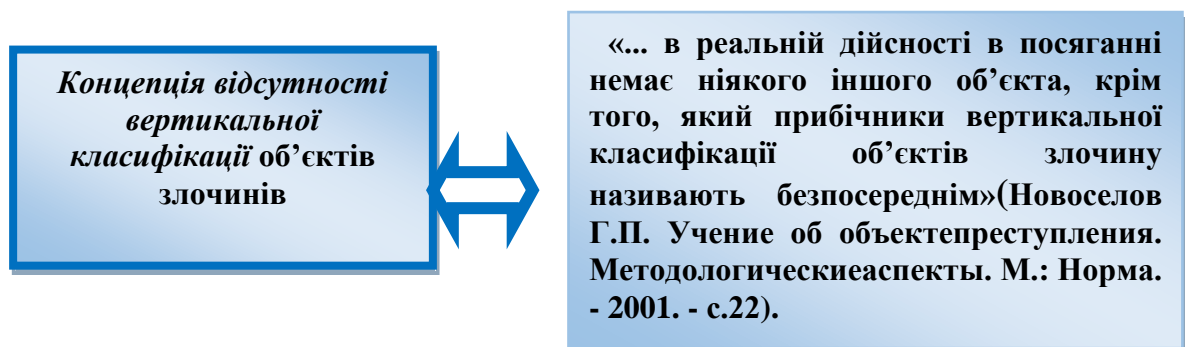 Концепція відсутності
вертикальної
класифікації об’єктів
злочинів
«... в реальній дійсності в посяганні
немає ніякого іншого об’єкта, крім
того, який прибічники вертикальної
класифікації об’єктів злочину
називають безпосереднім»(Новоселов
Г.П. Учение об объектепреступления.
Методологическиеаспекты. М.: Норма.
- 2001. - с.22).